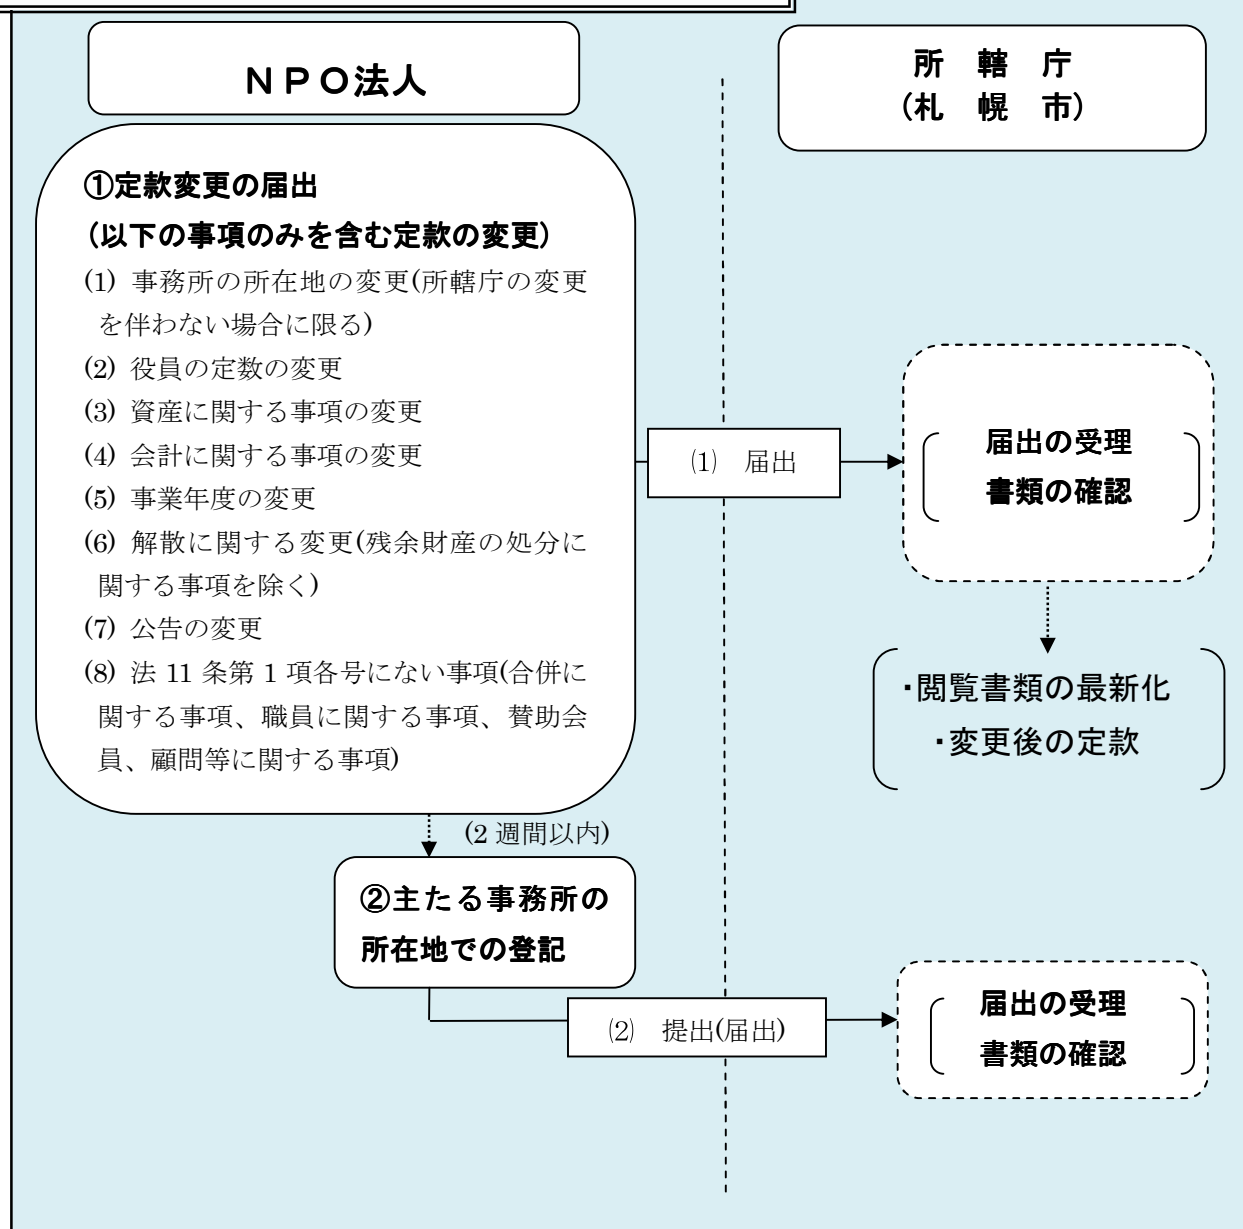 ＮＰＯ法人
所　轄　庁
（札　幌　市）
①定款変更の届出
（以下の事項のみを含む定款の変更）
(1) 事務所の所在地の変更(所轄庁の変更
を伴わない場合に限る)
(2) 役員の定数の変更
(3) 資産に関する事項の変更
(4) 会計に関する事項の変更
(5) 事業年度の変更
(6) 解散に関する変更(残余財産の処分に
関する事項を除く)
(7) 公告の変更
(8) 法 11 条第 1 項各号にない事項(合併に
関する事項、職員に関する事項、賛助会
員、顧問等に関する事項)
⑴　届出
届出の受理
書類の確認
・閲覧書類の最新化
・変更後の定款
(2 週間以内)
②主たる事務所の
所在地での登記
⑵　提出(届出)
届出の受理
書類の確認